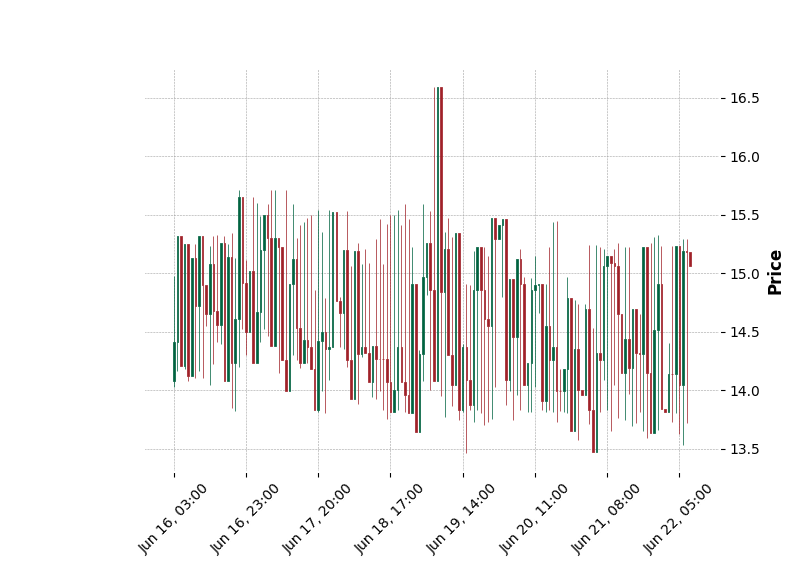 16.5
16.0
15.5
15.0
14.5
14.0
13.5
Price
Jun 16, 03:00
Jun 16, 23:00
Jun 17, 20:00
Jun 18, 17:00
Jun 19, 14:00
Jun 20, 11:00
Jun 21, 08:00
Jun 22, 05:00